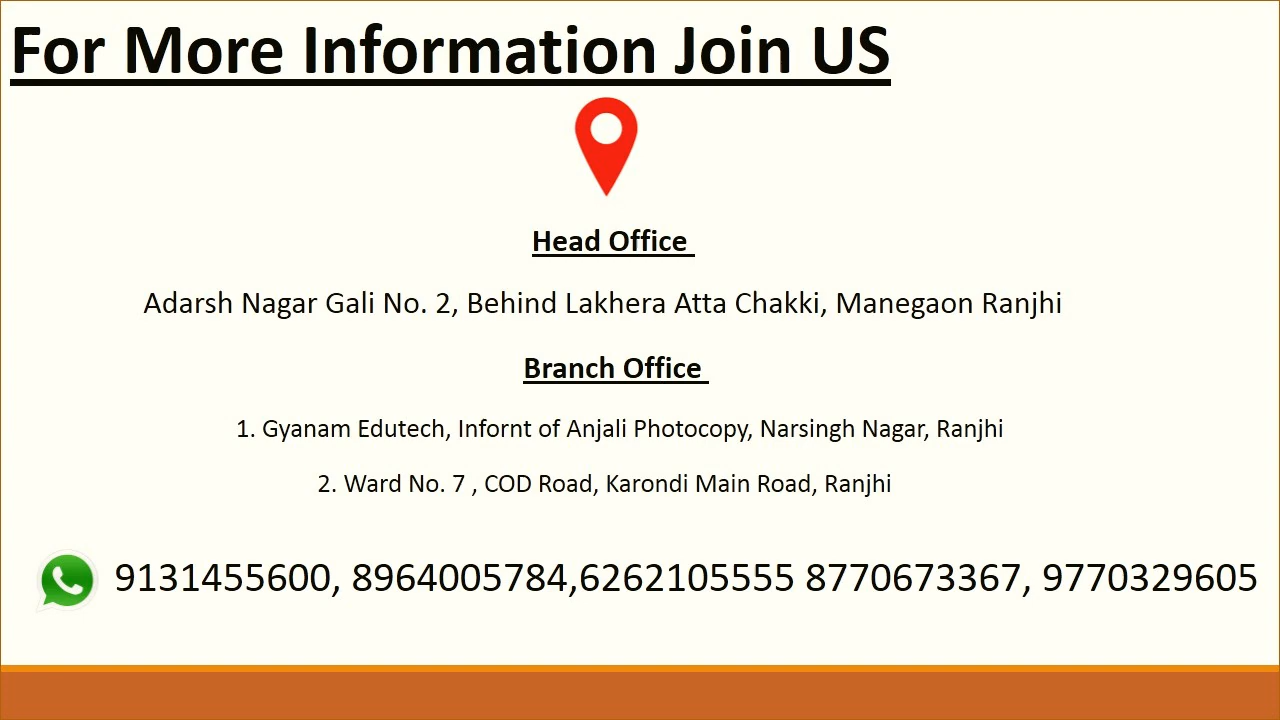 For More Information Join US
Head Office
Adarsh Nagar Gali No. 2, Behind Lakhera Atta Chakki, Manegaon Ranjhi
Branch Office
1. Gyanam Edutech, Infornt of Anjali Photocopy, Narsingh Nagar, Ranjhi
2. Ward No. 7 , COD Road, Karondi Main Road, Ranjhi
9131455600, 8964005784,6262105555 8770673367, 9770329605